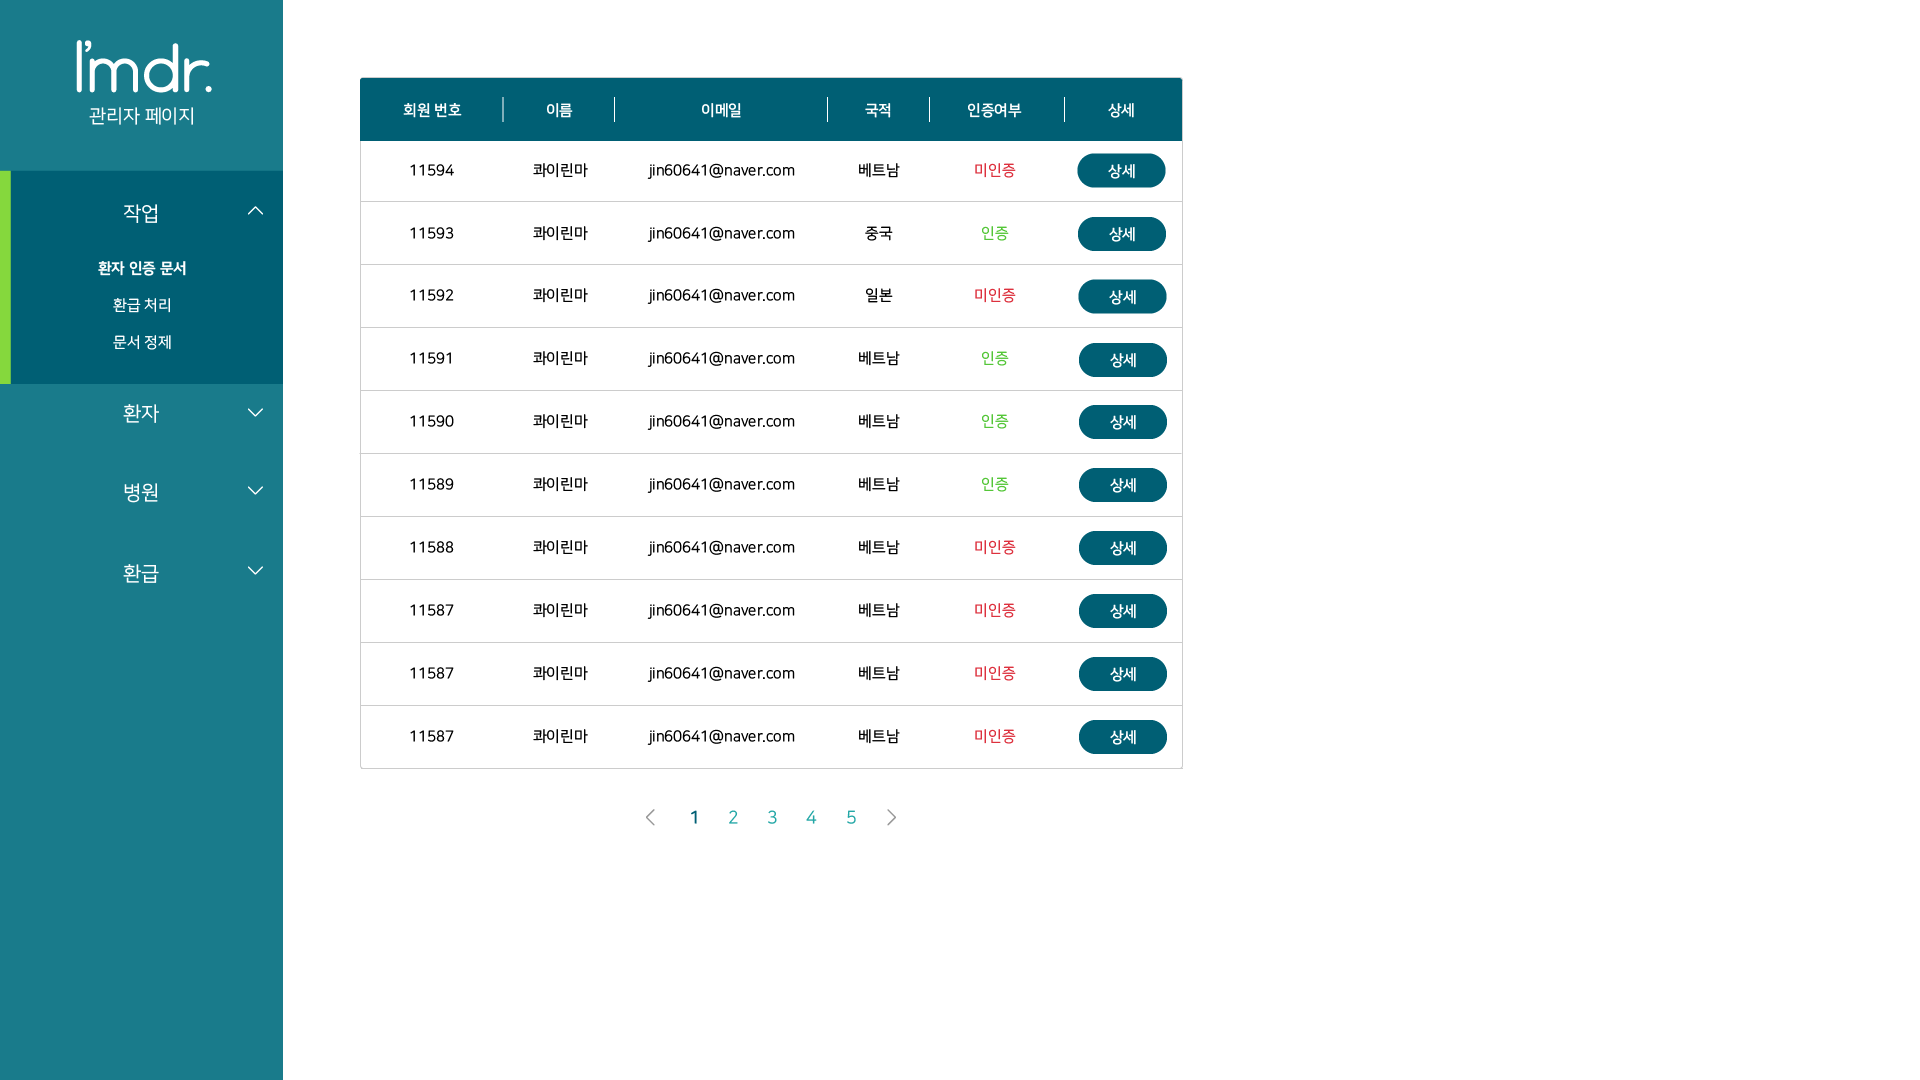 I'mdr.
관리자 페이지
작업
환자 인증 문서
환급 처리
문서 정제
환자
병원
환급
회원 번호 이름 이메일 국적 인증여부 상세
11594 콰이린마 jin60641@naver.com 베트남 미인증 상세
11593 콰이린마 jin60641@naver.com 중국 인증 상세
11592 콰이린마 jin60641@naver.com 일본 미인증 상세
11591 콰이린마 jin60641@naver.com 베트남 인증 상세
11590 콰이린마 jin60641@naver.com 베트남 인증 상세
11589 콰이린마 jin60641@naver.com 베트남 인증 상세
11588 콰이린마 jin60641@naver.com 베트남 미인증 상세
11587 콰이린마 jin60641@naver.com 베트남 미인증 상세
11587 콰이린마 jin60641@naver.com 베트남 미인증 상세
11587 콰이린마 jin60641@naver.com 베트남 미인증 상세
1 2 3 4 5